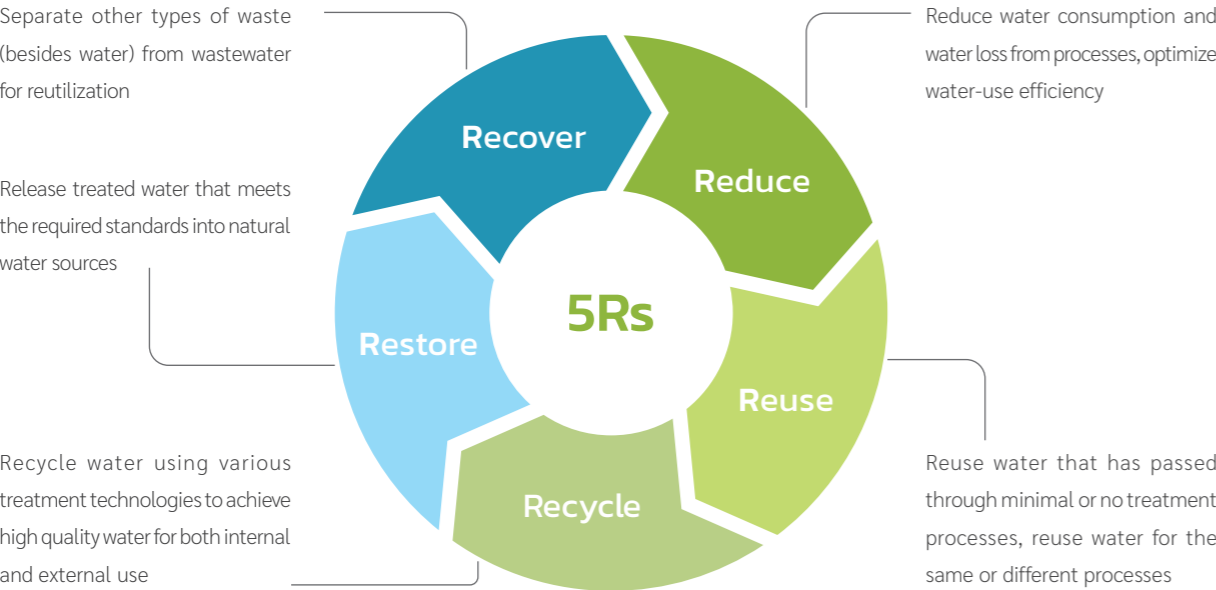 Separate other types of waste
(besides water) from wastewater
for reutilization
Reduce water consumption and
water loss from processes, optimize
water-use efficiency
Recover
Reduce
Release treated water that meets
the required standards into natural
water sources
5Rs
Restore
Reuse
Recycle
Recycle water using various
treatment technologies to achieve
high quality water for both internal
and external use
Reuse water that has passed
through minimal or no treatment
processes, reuse water for the
same or different processes